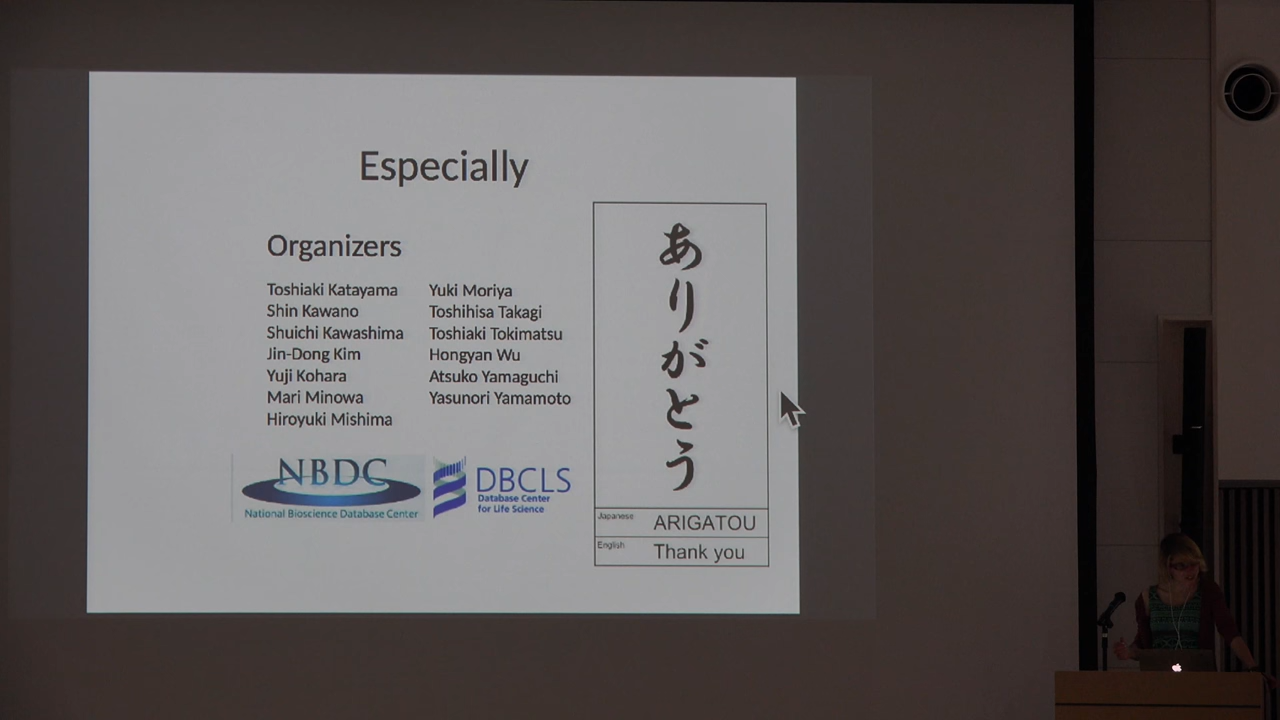 Especially
Organizers
Toshiaki Katayama
Shin Kawano
Shuichi Kawashima
Jin-Dong Kim
Yuji Kohara
Mari Minowa
Hiroyuki Mishima
Yuki Moriya
Toshihisa Takagi
Toshiaki Tokimatsu
Hongyan Wu
Atsuko Yamaguchi
Yasunori Yamamoto
NBDC
National Bioscience Database Center
DBCLS
Database Center
for Life Science
ありがとう
Japanese ARIGATOU
English Thank you